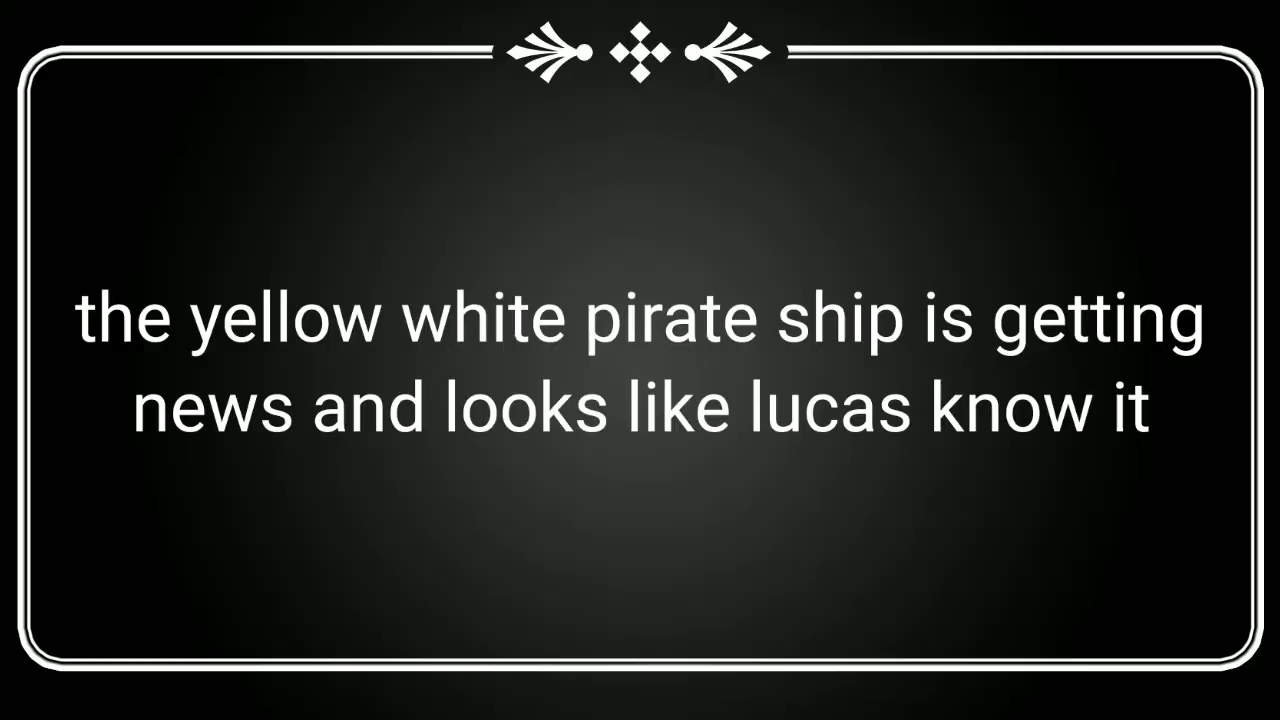 the yellow white pirate ship is getting
news and looks like lucas know it